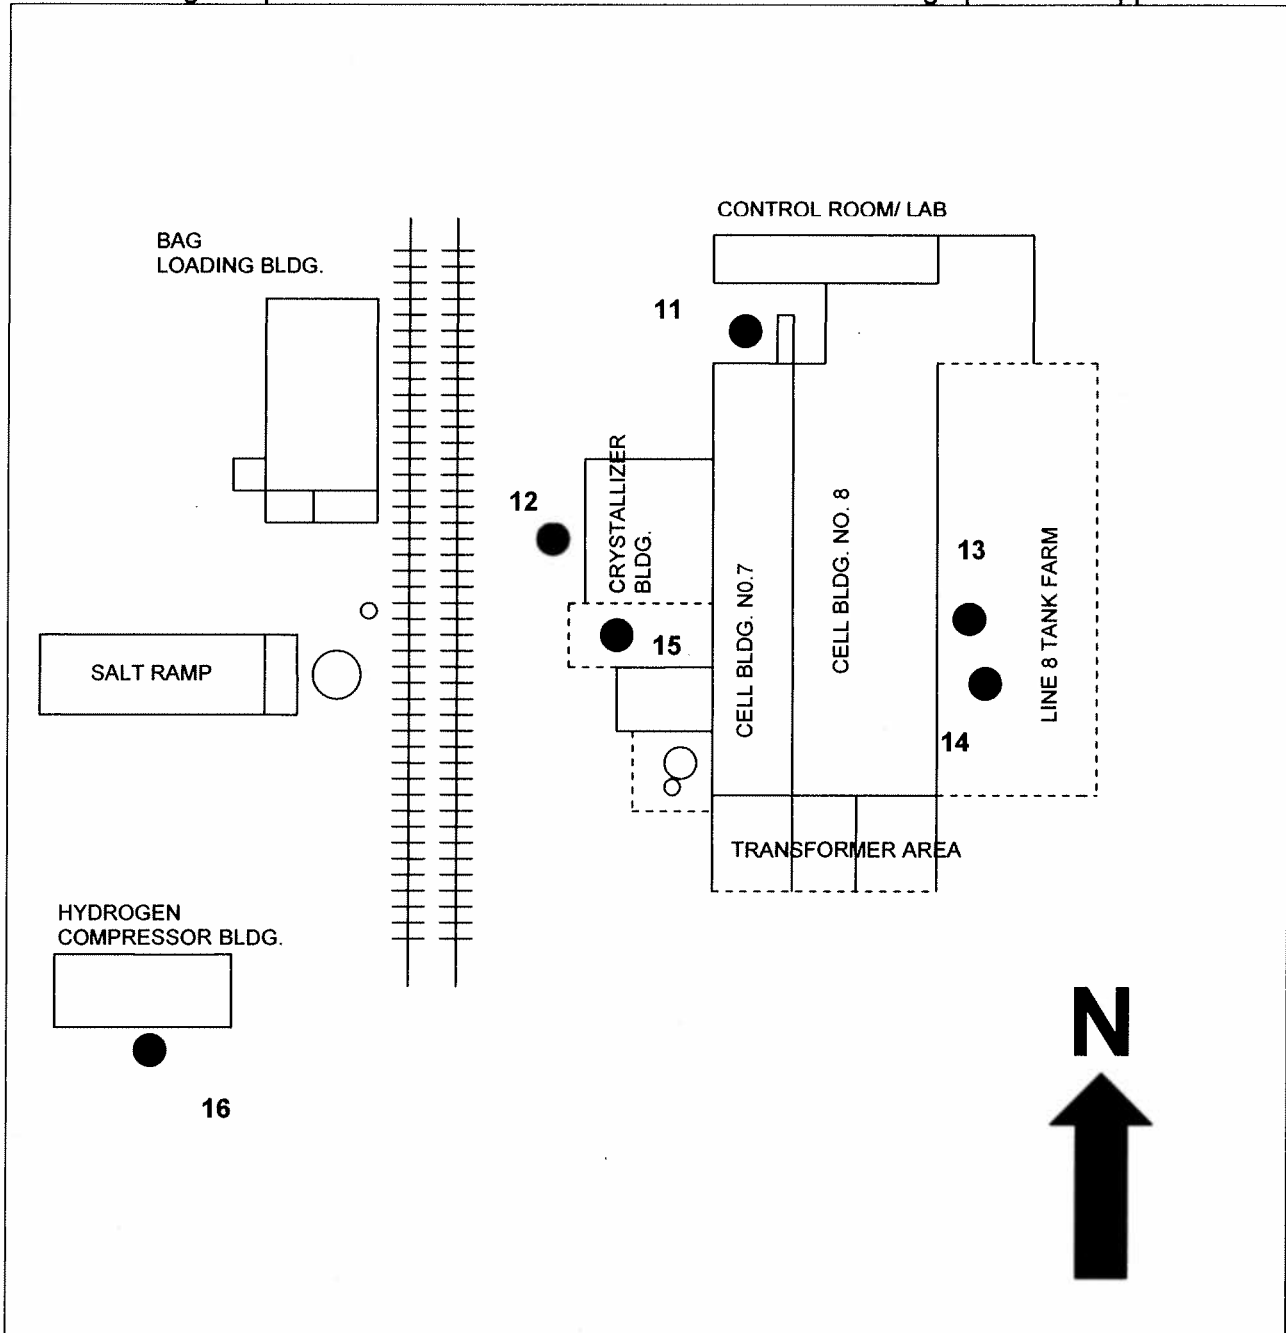 CONTROL ROOM/ LAB
BAG
LOADING BLDG.
11
12
CRYSTALLIZER
BLDG.
CELL BLDG. NO. 8
13
CELL BLDG. N0.7
LINE 8 TANK FARM
15
SALT RAMP
14
TRANSFORMER AREA
HYDROGEN
COMPRESSOR BLDG.
N
16